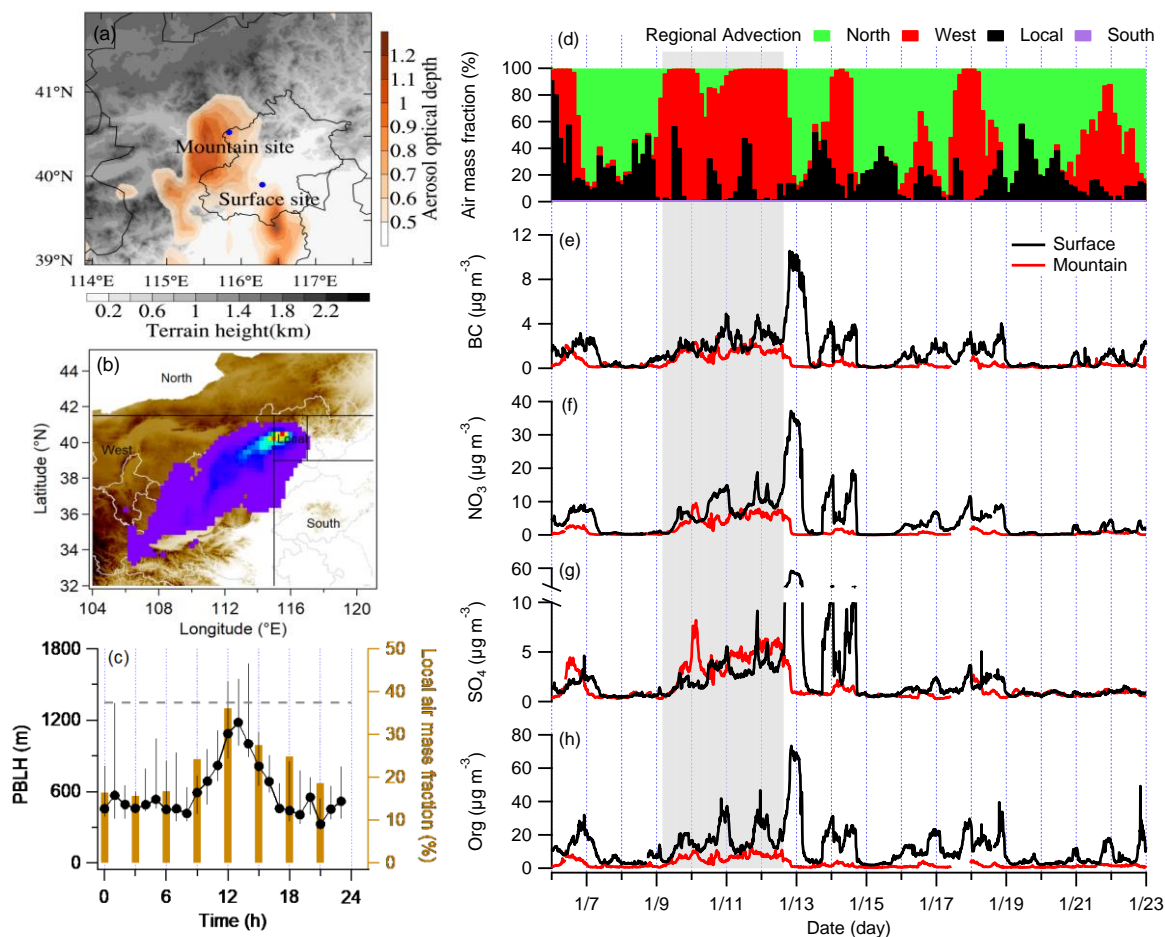 (a)
41°N
40°N
39°N
114°E 115°E 116°E 117°E
Mountain site
Surface site
1.2
1.1
1
0.9
0.8
0.7
0.6
0.5
Aerosol optical depth
0.2 0.6 1 1.4 1.8 2.2
Terrain height(km)
(b)
North
West
Local
South
44
42
40
38
36
34
32
Latitude (°N)
104 108 112 116 120
Longitude (°E)
(c)
1800
1200
600
0
PBLH (m)
50
40
30
20
10
0
Local air mass fraction (%)
0 3 6 9 12 15 18 21 24
Time (h)
(d)
Regional Advection North West Local South
100
80
60
40
20
0
Air mass fraction (%)
(e)
Surface
Mountain
12
8
4
0
BC (µg m-3)
(f)
40
30
20
10
0
NO3 (µg m-3)
(g)
60
10
5
0
SO4 (µg m-3)
(h)
80
60
40
20
0
Org (µg m-3)
1/7 1/9 1/11 1/13 1/15 1/17 1/19 1/21 1/23
Date (day)